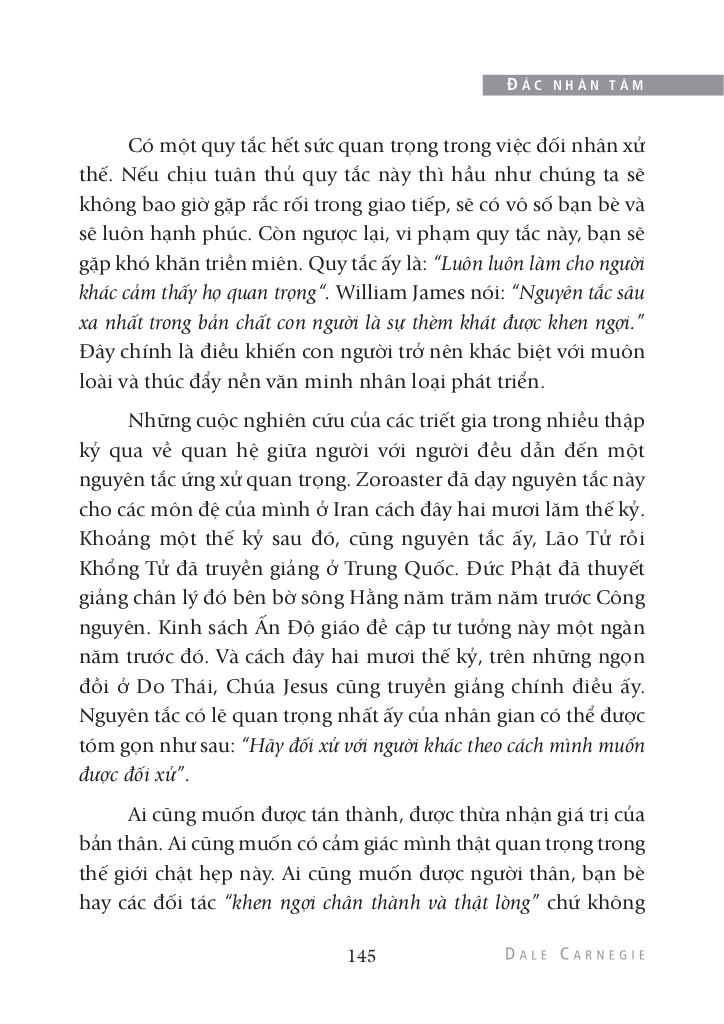 ĐẮC NHÂN TÂM
Có một quy tắc hết sức quan trọng trong việc đối nhân xử
thế. Nếu chịu tuân thủ quy tắc này thì hầu như chúng ta sẽ
không bao giờ gặp rắc rối trong giao tiếp, sẽ có vô số bạn bè và
sẽ luôn hạnh phúc. Còn ngược lại, vi phạm quy tắc này, bạn sẽ
gặp khó khăn triền miên. Quy tắc ấy là: “Luôn luôn làm cho người
khác cảm thấy họ quan trọng“. William James nói: “Nguyên tắc sâu
xa nhất trong bản chất con người là sự thèm khát được khen ngợi.”
Đây chính là điều khiến con người trở nên khác biệt với muôn
loài và thúc đẩy nền văn minh nhân loại phát triển.
Những cuộc nghiên cứu của các triết gia trong nhiều thập
kỷ qua về quan hệ giữa người với người đều dẫn đến một
nguyên tắc ứng xử quan trọng. Zoroaster đã dạy nguyên tắc này
cho các môn đệ của mình ở Iran cách đây hai mươi lăm thế kỷ.
Khoảng một thế kỷ sau đó, cũng nguyên tắc ấy, Lão Tử rồi
Khổng Tử đã truyền giảng ở Trung Quốc. Đức Phật đã thuyết
giảng chân lý đó bên bờ sông Hằng năm trăm năm trước Công
nguyên. Kinh sách Ấn Độ giáo đề cập tư tưởng này một ngàn
năm trước đó. Và cách đây hai mươi thế kỷ, trên những ngọn
đồi ở Do Thái, Chúa Jesus cũng truyền giảng chính điều ấy.
Nguyên tắc có lẽ quan trọng nhất ấy của nhân gian có thể được
tóm gọn như sau: “Hãy đối xử với người khác theo cách mình muốn
được đối xử”.
Ai cũng muốn được tán thành, được thừa nhận giá trị của
bản thân. Ai cũng muốn có cảm giác mình thật quan trọng trong
thế giới chật hẹp này. Ai cũng muốn được người thân, bạn bè
hay các đối tác “khen ngợi chân thành và thật lòng” chứ không
145
DALE CARNEGIE